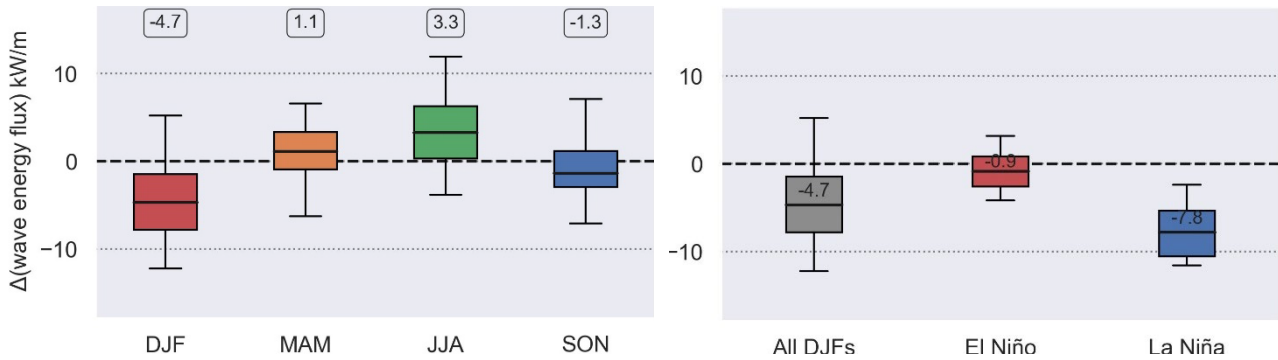 Δ(wave energy flux) kW/m
-4.7 1.1 3.3 -1.3
10
0
−10
DJF MAM JJA SON
10
0
−10
-4.7 -0.9 -7.8
All DJFs El Niño La Niña